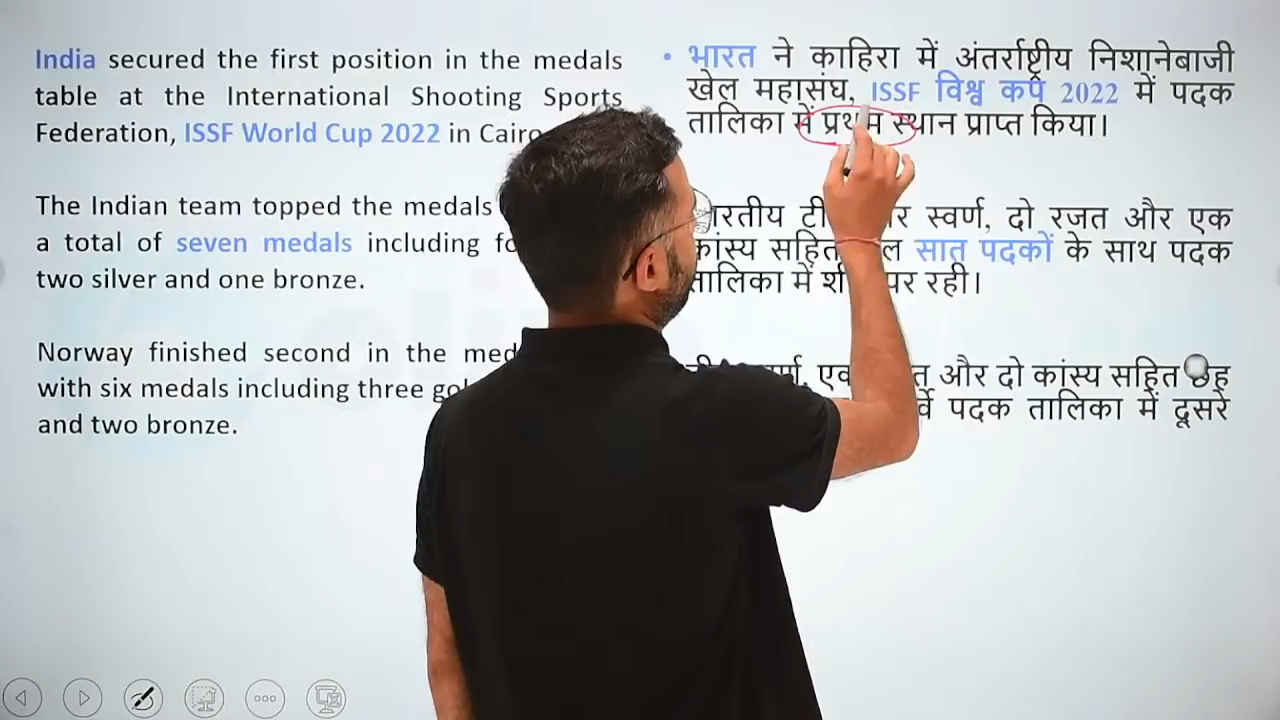 India secured the first position in the medals
table at the International Shooting Sports
Federation, ISSF World Cup 2022 in Cairo
The Indian team topped the medals
a total of seven medals including
two silver and one bronze.
Norway finished second in the
with six medals including three
and two bronze.
• भारत ने काहिरा में अंतर्राष्ट्रीय निशानेबाजी
खेल महासंघ, ISSF विश्व कप 2022 में पदक
तालिका में प्रथम स्थान प्राप्त किया।
स्वर्ण, दो रजत और एक
कांस्य सहित सात पदकों के साथ पदक
तालिका में पर रही।
और दो कांस्य सहित छह
पदक तालिका में दूसरे